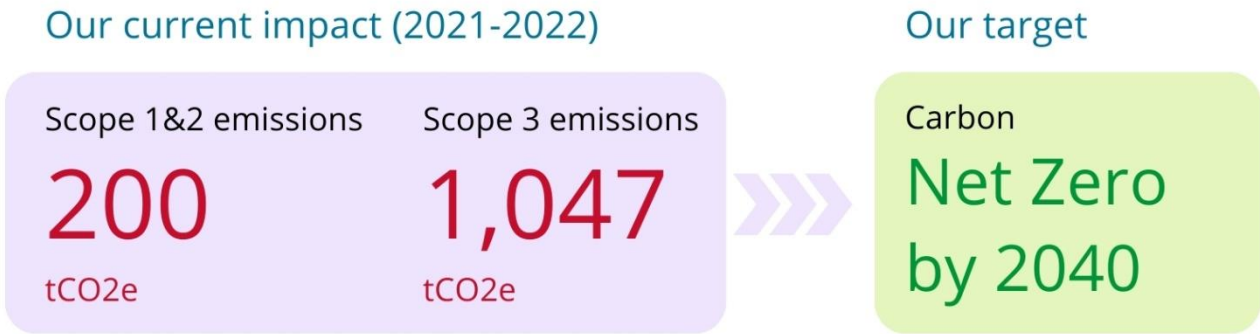 Our current impact (2021-2022)
Scope 1&2 emissions
200
tCO2e
Scope 3 emissions
1,047
tCO2e
Our target
Carbon
Net Zero
by 2040